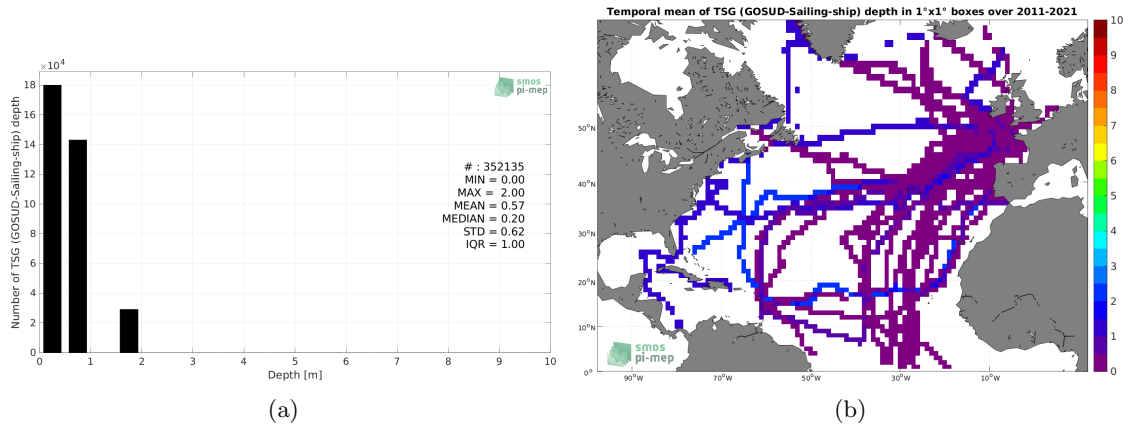 ×10⁴
18
16
14
12
10
8
6
4
2
0
Number of TSG (GOSUD-Sailing-ship) depth
0 1 2 3 4 5 6 7 8 9 10
Depth [m]
smos
pi-mep
# : 352135
MIN = 0.00
MAX = 2.00
MEAN = 0.57
MEDIAN = 0.20
STD = 0.62
IQR = 1.00
(a)
Temporal mean of TSG (GOSUD-Sailing-ship) depth in 1°x1° boxes over 2011-2021
50°N
40°N
30°N
20°N
10°N
0°
90°W 70°W 50°W 30°W 10°W
smos
pi-mep
10
9
8
7
6
5
4
3
2
1
0
(b)